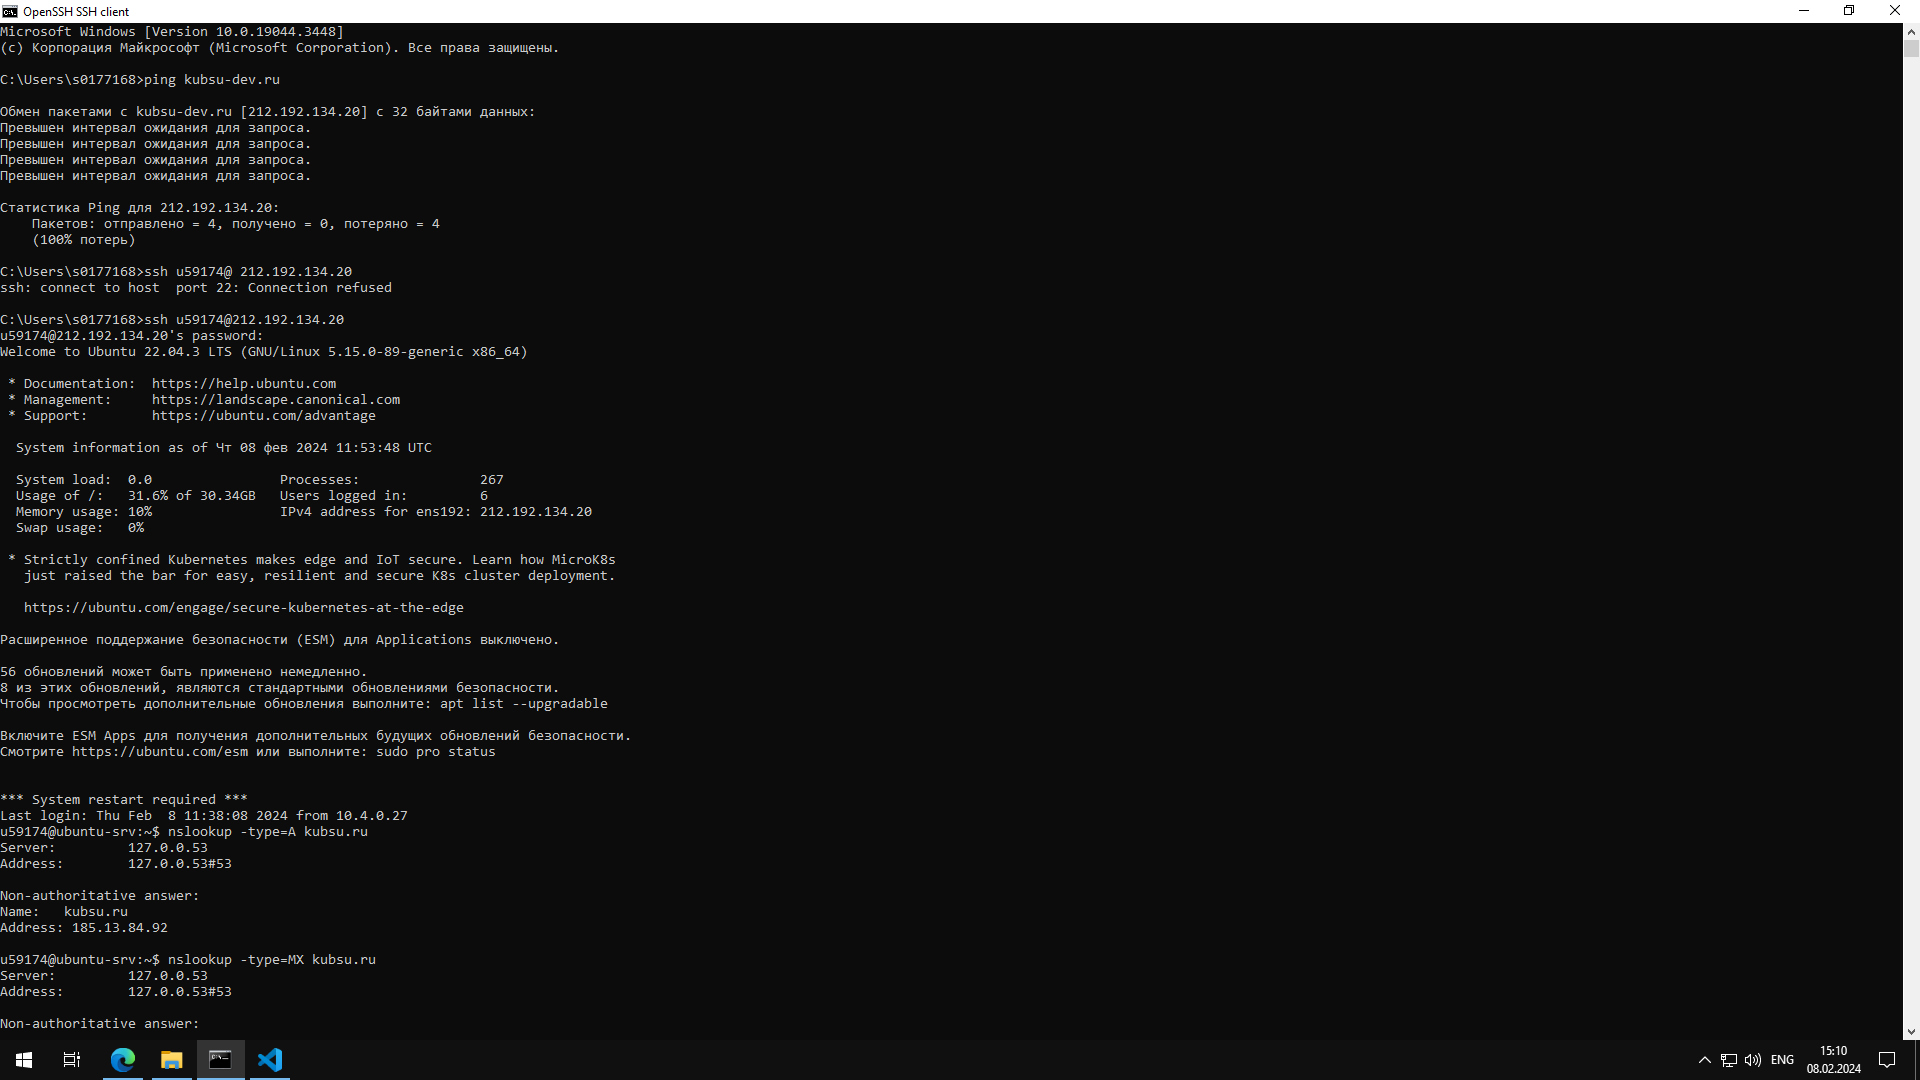 OpenSSH SSH client
Microsoft Windows [Version 10.0.19044.3448]
(c) Корпорация Майкрософт (Microsoft Corporation). Все права защищены.
C:\Users\s0177168>ping kubsu-dev.ru
Обмен пакетами с kubsu-dev.ru [212.192.134.20] с 32 байтами данных:
Превышен интервал ожидания для запроса.
Превышен интервал ожидания для запроса.
Превышен интервал ожидания для запроса.
Превышен интервал ожидания для запроса.
Статистика Ping для 212.192.134.20:
    Пакетов: отправлено = 4, получено = 0, потеряно = 4
    (100% потерь)
C:\Users\s0177168>ssh u59174@ 212.192.134.20
ssh: connect to host  port 22: Connection refused
C:\Users\s0177168>ssh u59174@212.192.134.20
u59174@212.192.134.20's password:
Welcome to Ubuntu 22.04.3 LTS (GNU/Linux 5.15.0-89-generic x86_64)
 * Documentation:  https://help.ubuntu.com
 * Management:     https://landscape.canonical.com
 * Support:        https://ubuntu.com/advantage
  System information as of Чт 08 фев 2024 11:53:48 UTC
  System load:  0.0                Processes:               267
  Usage of /:   31.6% of 30.34GB   Users logged in:         6
  Memory usage: 10%                IPv4 address for ens192: 212.192.134.20
  Swap usage:   0%
 * Strictly confined Kubernetes makes edge and IoT secure. Learn how MicroK8s
   just raised the bar for easy, resilient and secure K8s cluster deployment.
   https://ubuntu.com/engage/secure-kubernetes-at-the-edge
Расширенное поддержание безопасности (ESM) для Applications выключено.
56 обновлений может быть применено немедленно.
8 из этих обновлений, являются стандартными обновлениями безопасности.
Чтобы просмотреть дополнительные обновления выполните: apt list --upgradable
Включите ESM Apps для получения дополнительных будущих обновлений безопасности.
Смотрите https://ubuntu.com/esm или выполните: sudo pro status
*** System restart required ***
Last login: Thu Feb  8 11:38:08 2024 from 10.4.0.27
u59174@ubuntu-srv:~$ nslookup -type=A kubsu.ru
Server:         127.0.0.53
Address:        127.0.0.53#53
Non-authoritative answer:
Name:   kubsu.ru
Address: 185.13.84.92
u59174@ubuntu-srv:~$ nslookup -type=MX kubsu.ru
Server:         127.0.0.53
Address:        127.0.0.53#53
Non-authoritative answer:
ENG
15:10
08.02.2024